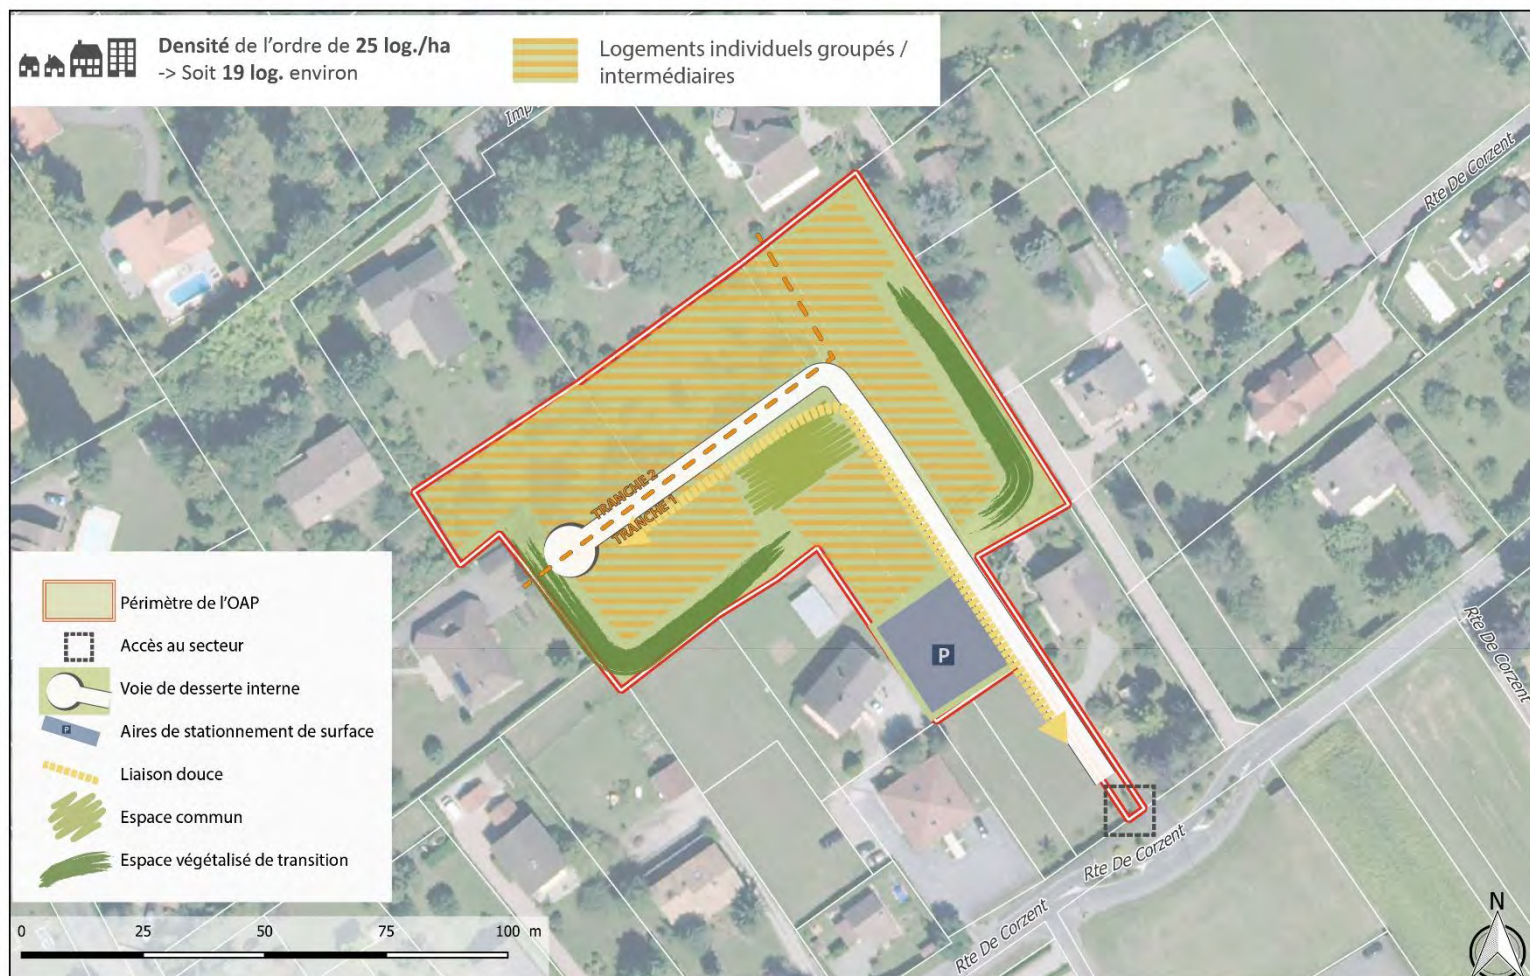 Densité de l'ordre de 25 log./ha
-> Soit 19 log. environ
Logements individuels groupés /
intermédiaires
Imp
Rte De Corzent
TRANCHE 2
TRANCHE 1
P
Rte De Corzent
Rte De Corzent
Rte De Corzent
Périmètre de l'OAP
Accès au secteur
Voie de desserte interne
P
Aires de stationnement de surface
Liaison douce
Espace commun
Espace végétalisé de transition
0 25 50 75 100 m
N